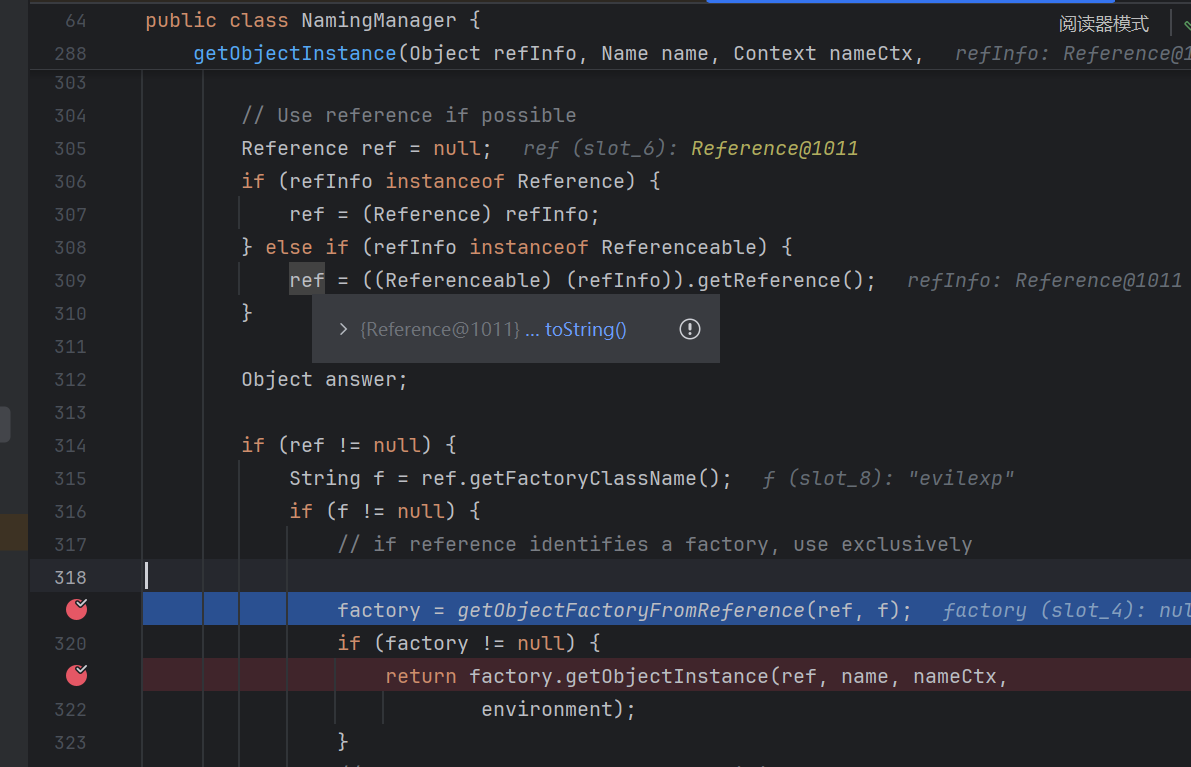 64 public class NamingManager {
阅读器模式
288 getObjectInstance(Object refInfo, Name name, Context nameCtx, refInfo: Reference@1
303
304 // Use reference if possible
305 Reference ref = null; ref (slot_6): Reference@1011
306 if (refInfo instanceof Reference) {
307 ref = (Reference) refInfo;
308 } else if (refInfo instanceof Referenceable) {
309 ref = ((Referenceable) (refInfo)).getReference(); refInfo: Reference@1011
310 }
{Reference@1011} ... toString()
311
312 Object answer;
313
314 if (ref != null) {
315 String f = ref.getFactoryClassName(); f (slot_8): "evilexp"
316 if (f != null) {
317 // if reference identifies a factory, use exclusively
318
factory = getObjectFactoryFromReference(ref, f); factory (slot_4): nul
320 if (factory != null) {
return factory.getObjectInstance(ref, name, nameCtx,
322 environment);
323 }